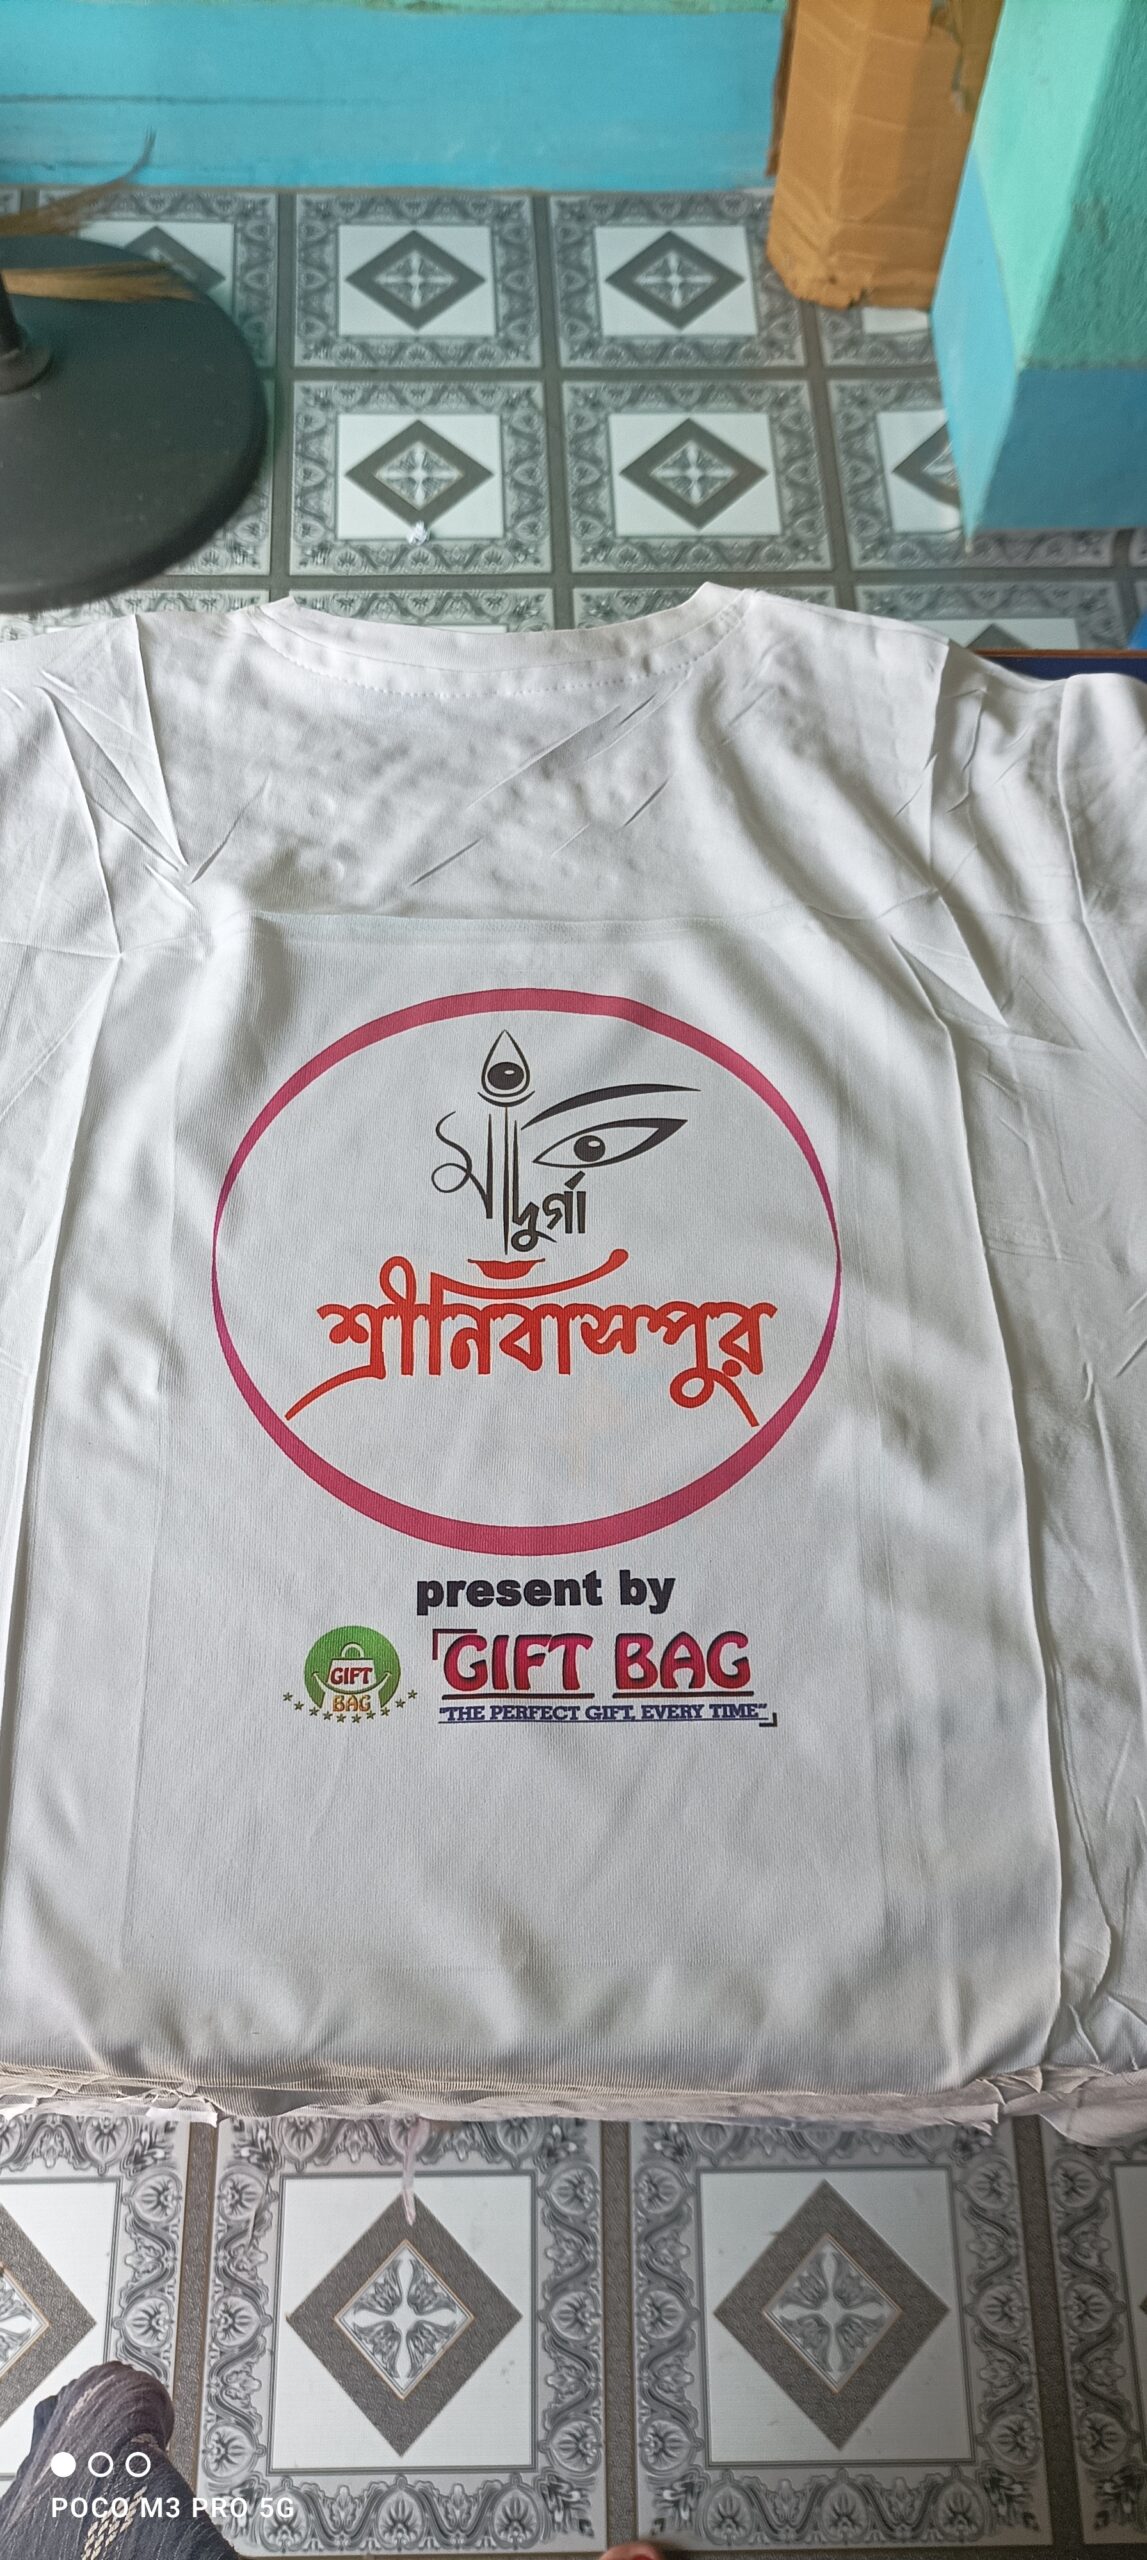 মা
দুর্গা
শ্রীনিবাসপুর
present by
GIFT BAG
GIFT BAG
"THE PERFECT GIFT, EVERY TIME"
POCO M3 PRO 5G